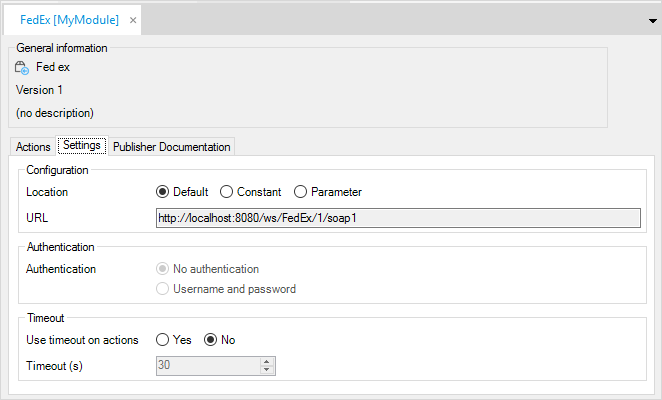 FedEx [MyModule]
General information
Fed ex
Version 1
(no description)
Actions Settings Publisher Documentation
Configuration
Location Default Constant Parameter
URL http://localhost:8080/ws/FedEx/1/soap1
Authentication
Authentication No authentication
Username and password
Timeout
Use timeout on actions Yes No
Timeout (s) 30